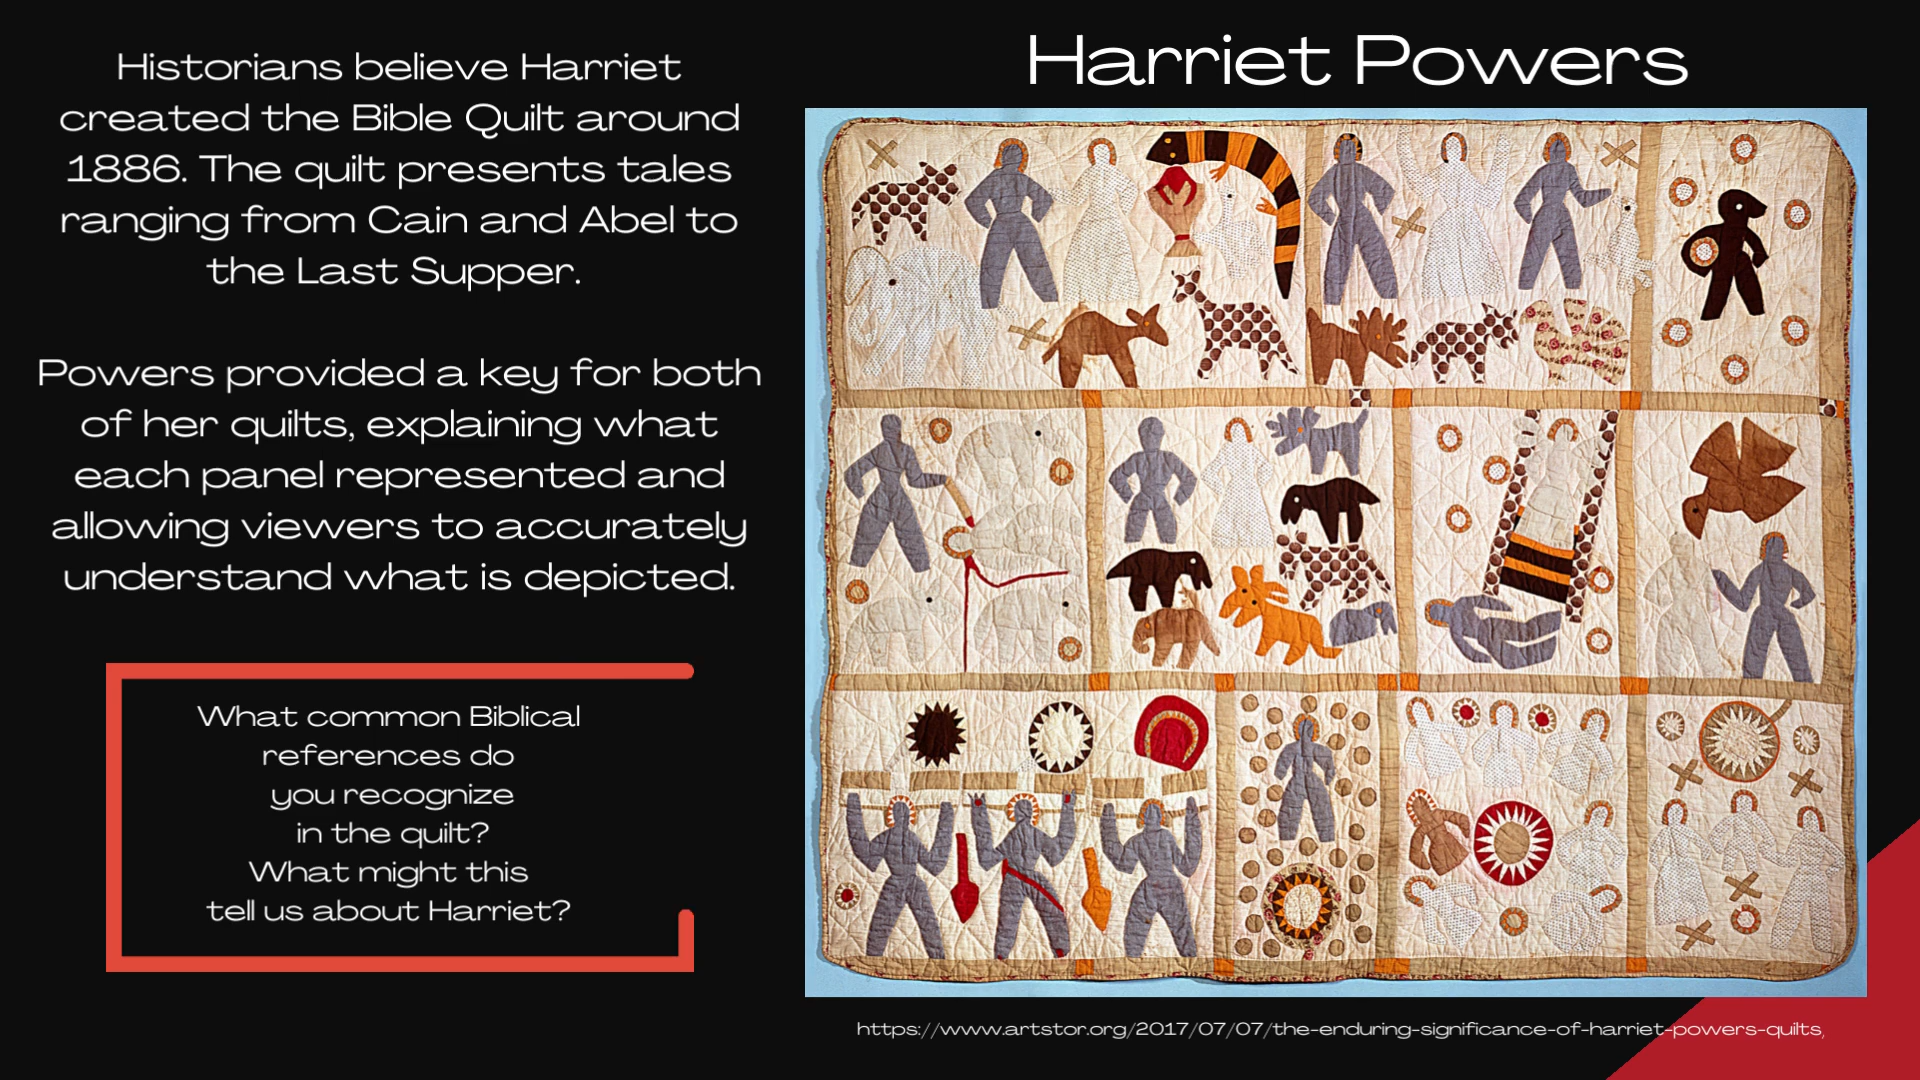 Historians believe Harriet
created the Bible Quilt around
1886. The quilt presents tales
ranging from Cain and Abel to
the Last Supper.
Powers provided a key for both
of her quilts, explaining what
each panel represented and
allowing viewers to accurately
understand what is depicted.
What common Biblical
references do
you recognize
in the quilt?
What might this
tell us about Harriet?
Harriet Powers
https://www.artstor.org/2017/07/07/the-enduring-significance-of-harriet-powers-quilts,